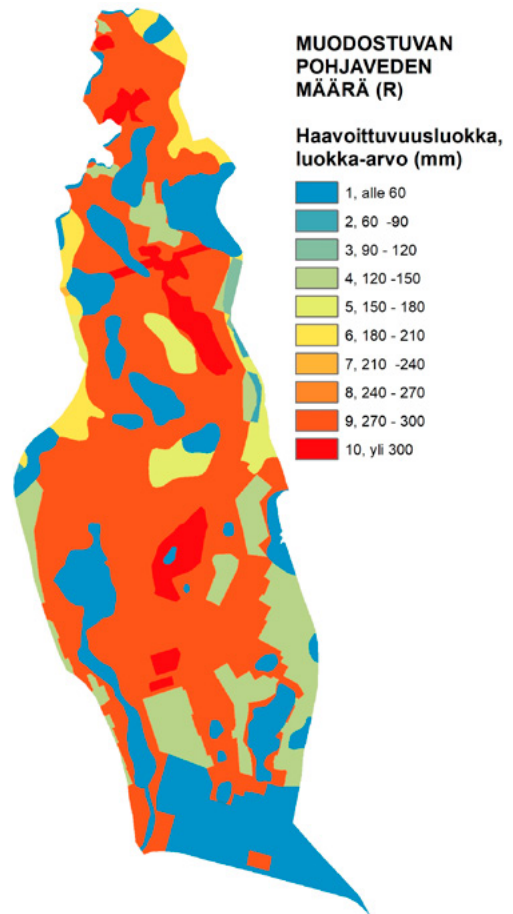 MUODOSTUVAN
POHJAVEDEN
MÄÄRÄ (R)
Haavoittuvuusluokka,
luokka-arvo (mm)
1, alle 60
2, 60 -90
3, 90 - 120
4, 120 -150
5, 150 - 180
6, 180 - 210
7, 210 -240
8, 240 - 270
9, 270 - 300
10, yli 300